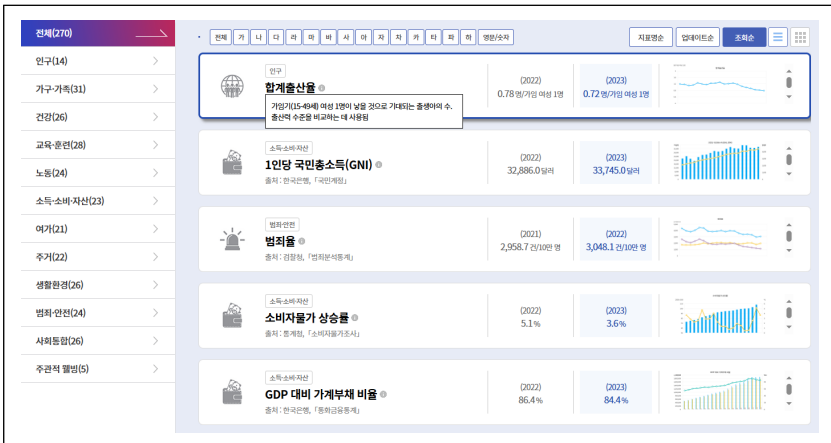 전체(270)
인구(14)
가구·가족(31)
건강(26)
교육·훈련(28)
노동(24)
소득·소비·자산(23)
여가(21)
주거(22)
생활환경(26)
범죄·안전(24)
사회통합(26)
주관적 웰빙(5)
전체 가 나 다 라 마 바 사 아 자 차 카 타 파 하 영문/숫자
지표명순 업데이트순 조회순
인구
합계출산율
가임기(15-49세) 여성 1명이 낳을 것으로 기대되는 출생아의 수.
출산력 수준을 비교하는 데 사용됨
(2022)
0.78 명/가임 여성 1명
(2023)
0.72 명/가임 여성 1명
소득·소비·자산
1인당 국민총소득(GNI)
출처 : 한국은행, 「국민계정」
(2022)
32,886.0 달러
(2023)
33,745.0 달러
범죄·안전
범죄율
출처 : 검찰청, 「범죄분석통계」
(2021)
2,958.7 건/10만 명
(2022)
3,048.1 건/10만 명
소득·소비·자산
소비자물가 상승률
출처 : 통계청, 「소비자물가조사」
(2022)
5.1 %
(2023)
3.6 %
소득·소비·자산
GDP 대비 가계부채 비율
출처 : 한국은행, 「통화금융통계」
(2022)
86.4 %
(2023)
84.4 %